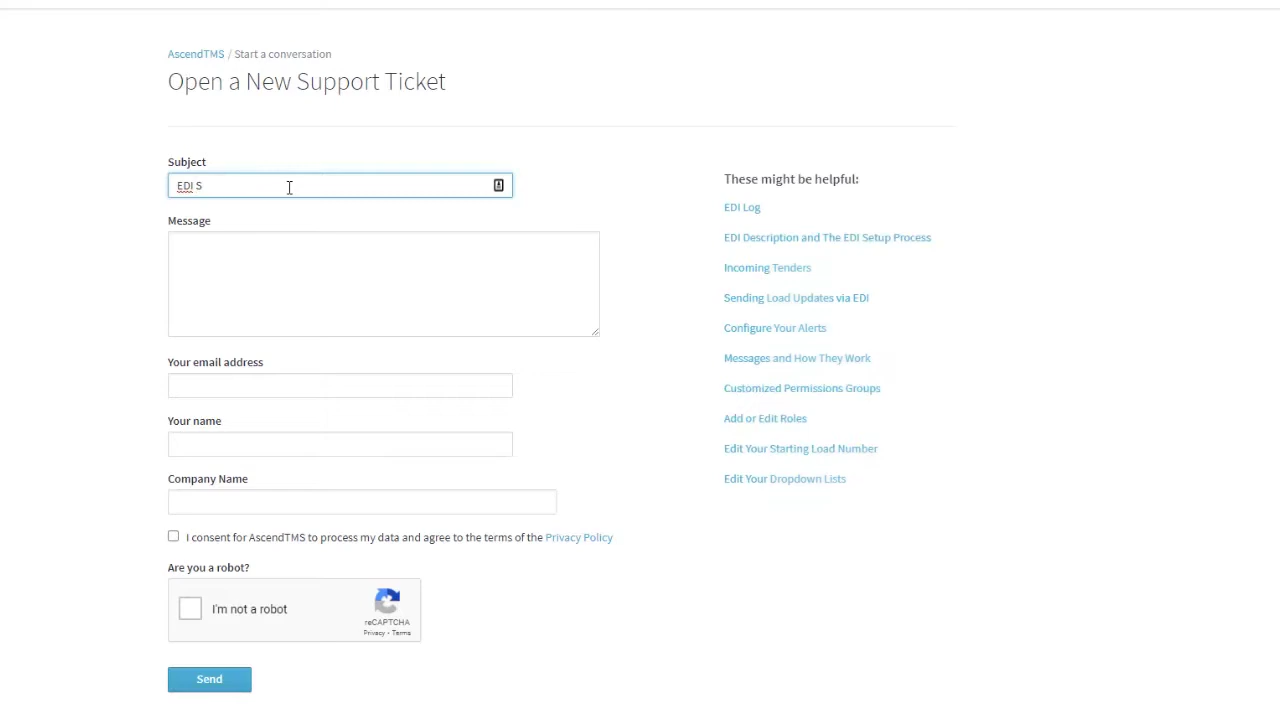 AscendTMS / Start a conversation
Open a New Support Ticket
Subject
EDI S
Message
Your email address
Your name
Company Name
I consent for AscendTMS to process my data and agree to the terms of the Privacy Policy
Are you a robot?
I'm not a robot
reCAPTCHA
Privacy • Terms
Send
These might be helpful:
EDI Log
EDI Description and The EDI Setup Process
Incoming Tenders
Sending Load Updates via EDI
Configure Your Alerts
Messages and How They Work
Customized Permissions Groups
Add or Edit Roles
Edit Your Starting Load Number
Edit Your Dropdown Lists